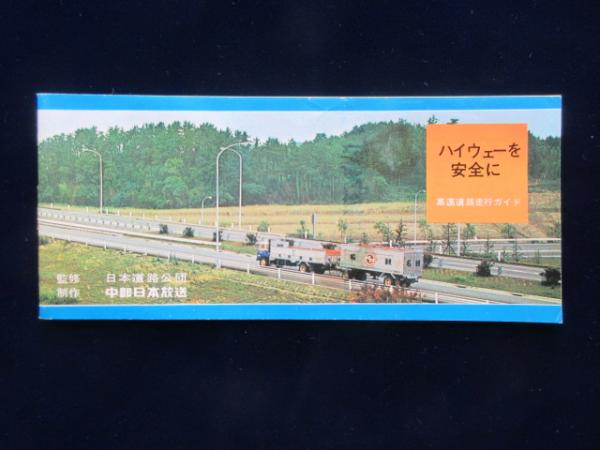 ハイウェーを
安全に
高速道路走行ガイド
監修 日本道路公団
制作 中部日本放送